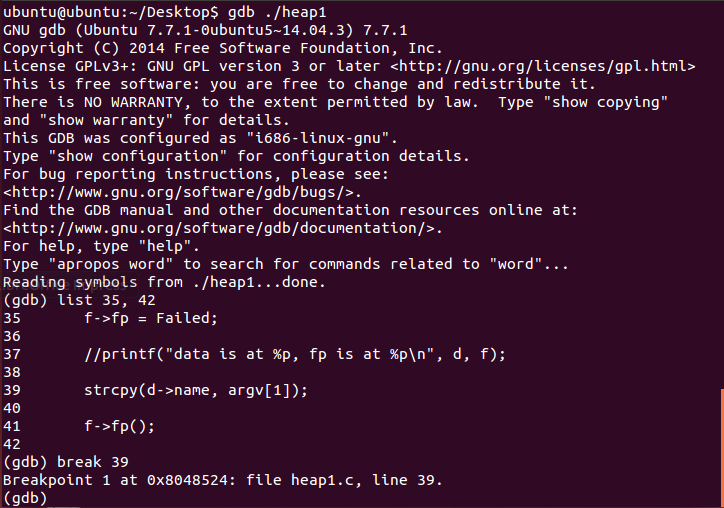 ubuntu@ubuntu:~/Desktop$ gdb ./heap1
GNU gdb (Ubuntu 7.7.1-0ubuntu5~14.04.3) 7.7.1
Copyright (C) 2014 Free Software Foundation, Inc.
License GPLv3+: GNU GPL version 3 or later <http://gnu.org/licenses/gpl.html>
This is free software: you are free to change and redistribute it.
There is NO WARRANTY, to the extent permitted by law.  Type "show copying"
and "show warranty" for details.
This GDB was configured as "i686-linux-gnu".
Type "show configuration" for configuration details.
For bug reporting instructions, please see:
<http://www.gnu.org/software/gdb/bugs/>.
Find the GDB manual and other documentation resources online at:
<http://www.gnu.org/software/gdb/documentation/>.
For help, type "help".
Type "apropos word" to search for commands related to "word"...
Reading symbols from ./heap1...done.
(gdb) list 35, 42
35        f->fp = Failed;
36
37        //printf("data is at %p, fp is at %p\n", d, f);
38
39        strcpy(d->name, argv[1]);
40
41        f->fp();
42
(gdb) break 39
Breakpoint 1 at 0x8048524: file heap1.c, line 39.
(gdb)